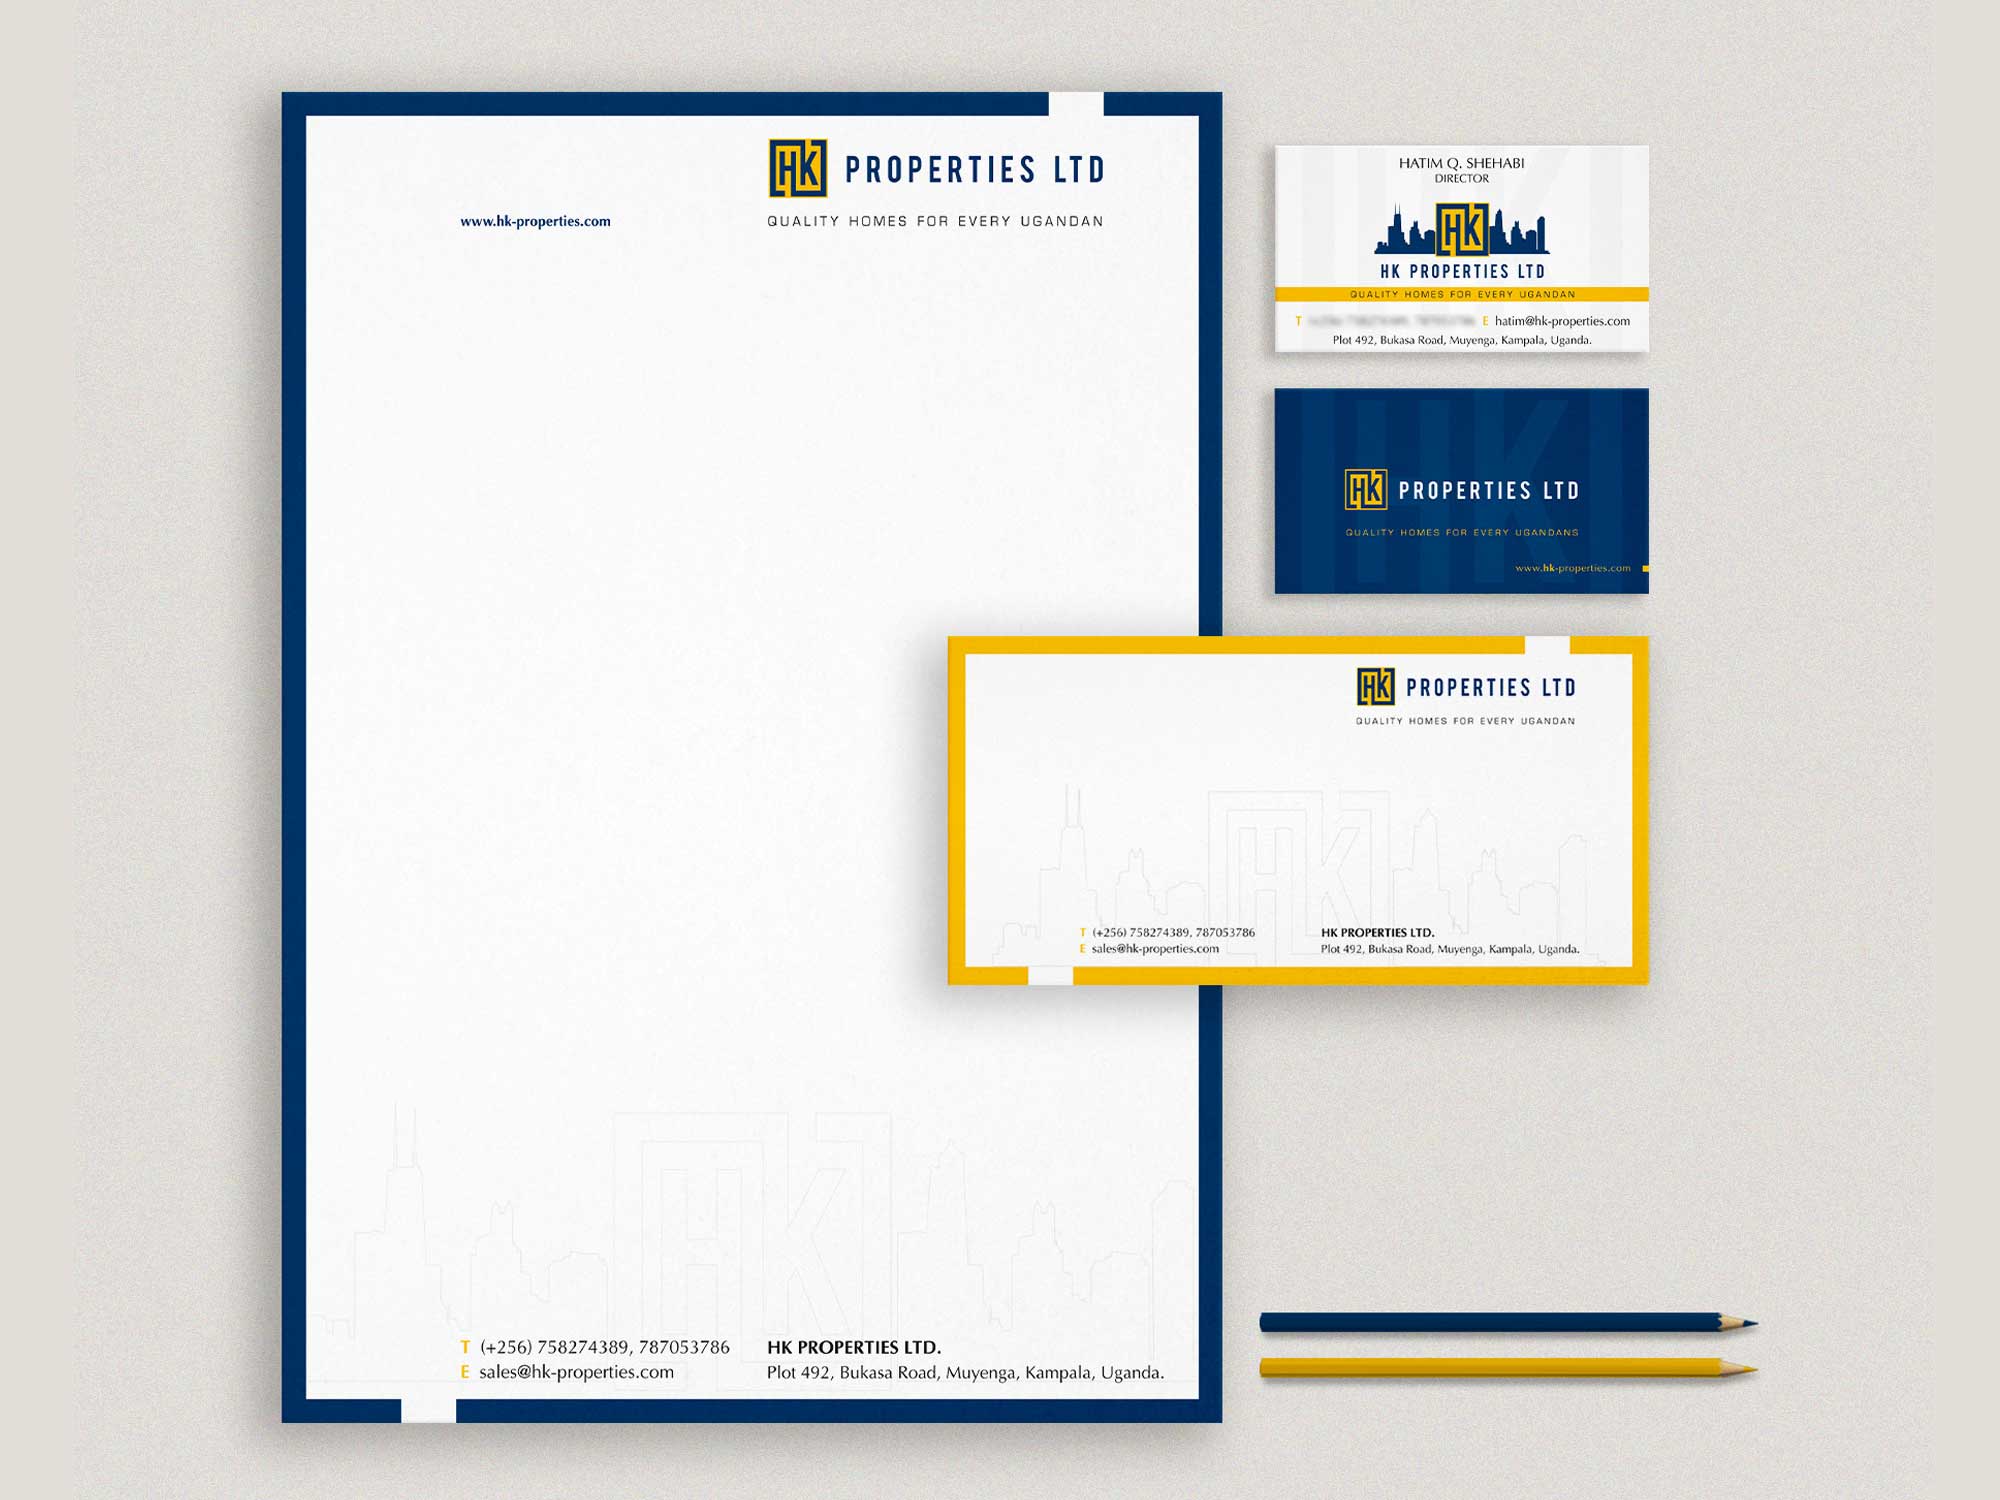 HK PROPERTIES LTD
www.hk-properties.com
QUALITY HOMES FOR EVERY UGANDAN
T (+256) 758274389, 787053786
E sales@hk-properties.com
HK PROPERTIES LTD.
Plot 492, Bukasa Road, Muyenga, Kampala, Uganda.
HATIM Q. SHEHABI
DIRECTOR
HK
HK PROPERTIES LTD
QUALITY HOMES FOR EVERY UGANDAN
T E hatim@hk-properties.com
Plot 492, Bukasa Road, Muyenga, Kampala, Uganda.
HK PROPERTIES LTD
QUALITY HOMES FOR EVERY UGANDANS
www.hk-properties.com
HK PROPERTIES LTD
QUALITY HOMES FOR EVERY UGANDAN
HK
T (+256) 758274389, 787053786
E sales@hk-properties.com
HK PROPERTIES LTD.
Plot 492, Bukasa Road, Muyenga, Kampala, Uganda.